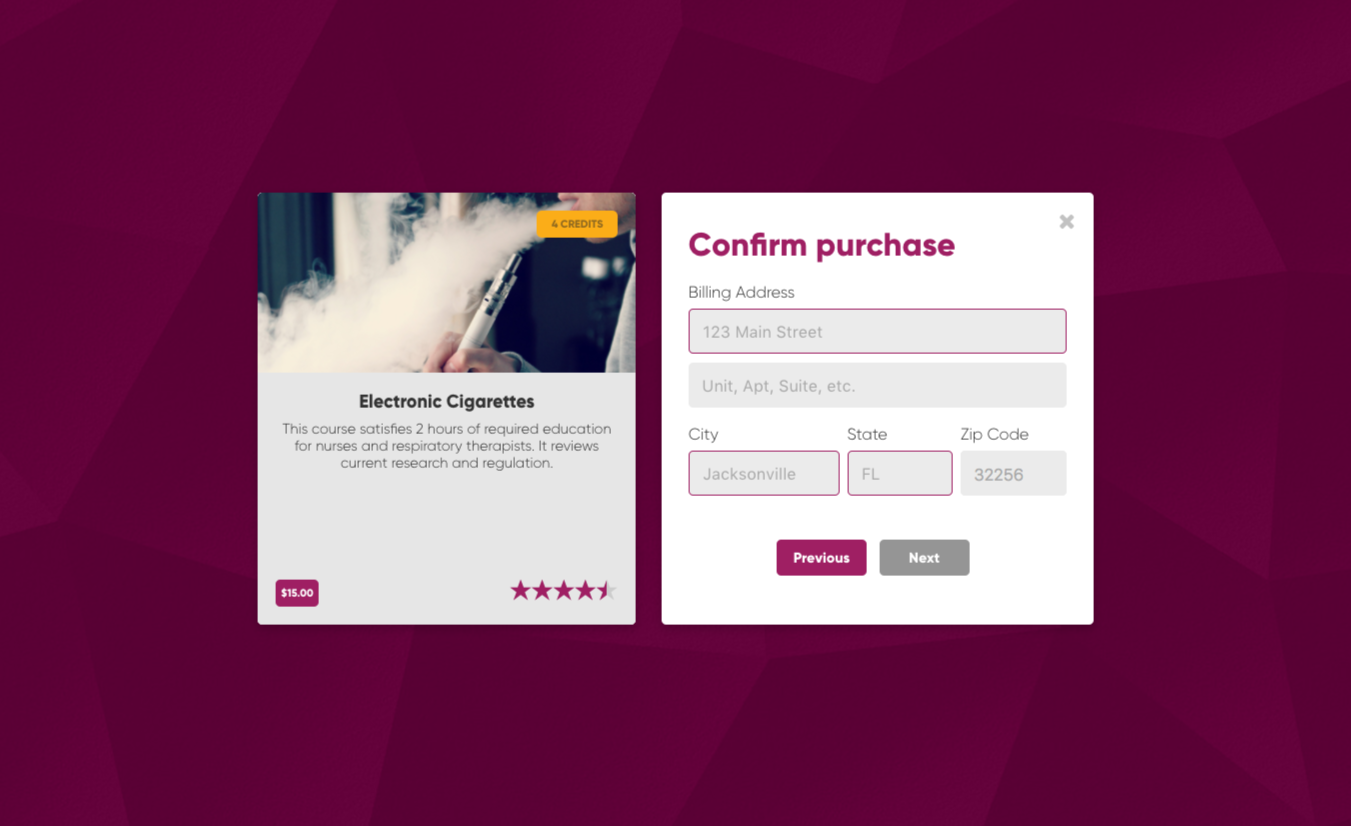 4 CREDITS
Electronic Cigarettes
This course satisfies 2 hours of required education
for nurses and respiratory therapists. It reviews
current research and regulation.
$15.00
Confirm purchase
Billing Address
123 Main Street
Unit, Apt, Suite, etc.
City State Zip Code
Jacksonville FL 32256
Previous Next